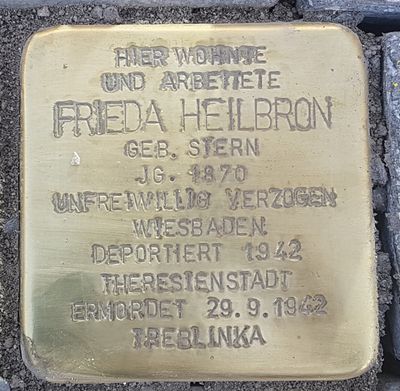 HIER WOHNTE
UND ARBEITETE
FRIEDA HEILBRON
GEB. STERN
JG. 1870
UNFREIWILLIG VERZOGEN
WIESBADEN
DEPORTIERT 1942
THERESIENSTADT
ERMORDET 29.9.1942
TREBLINKA